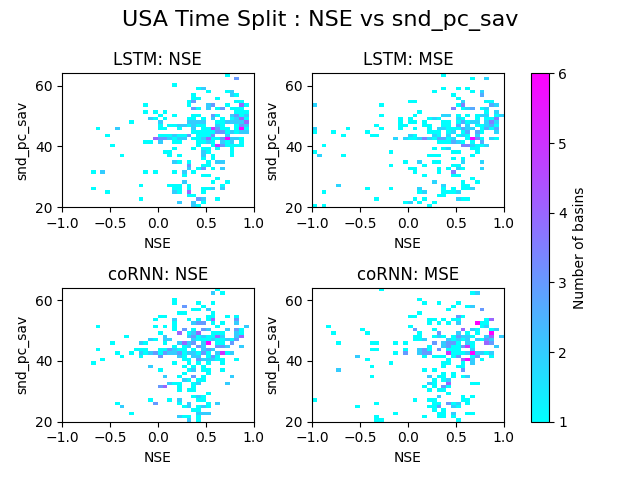 USA Time Split : NSE vs snd_pc_sav
LSTM: NSE
LSTM: MSE
60
40
20
snd_pc_sav
−1.0 −0.5 0.0 0.5 1.0
NSE
60
40
20
snd_pc_sav
−1.0 −0.5 0.0 0.5 1.0
NSE
coRNN: NSE
coRNN: MSE
60
40
20
snd_pc_sav
−1.0 −0.5 0.0 0.5 1.0
NSE
60
40
20
snd_pc_sav
−1.0 −0.5 0.0 0.5 1.0
NSE
6
5
4
3
2
1
Number of basins